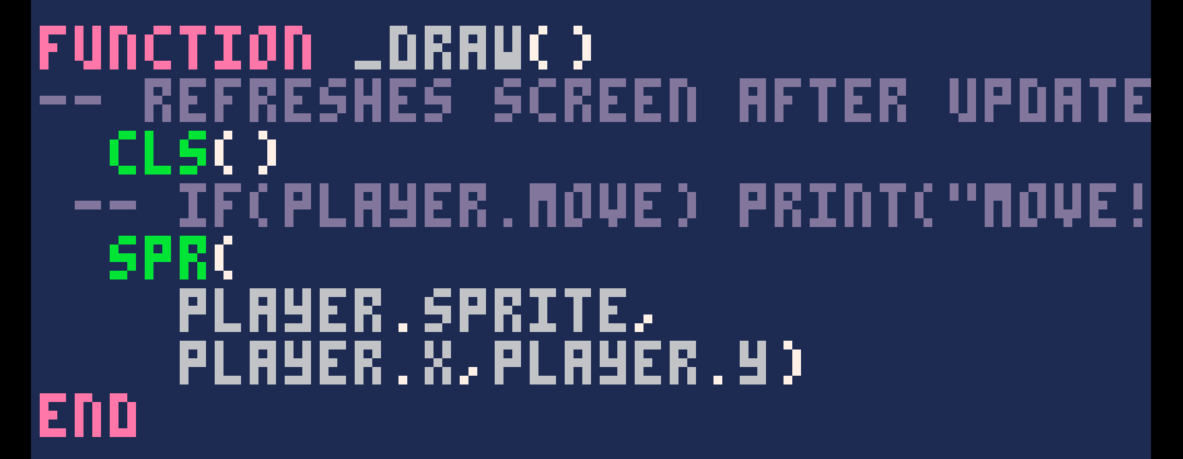 FUNCTION _DRAW()
-- REFRESHES SCREEN AFTER UPDATE
CLS()
-- IF(PLAYER.MOVE) PRINT("MOVE!
SPR(
PLAYER.SPRITE,
PLAYER.X,PLAYER.Y)
END